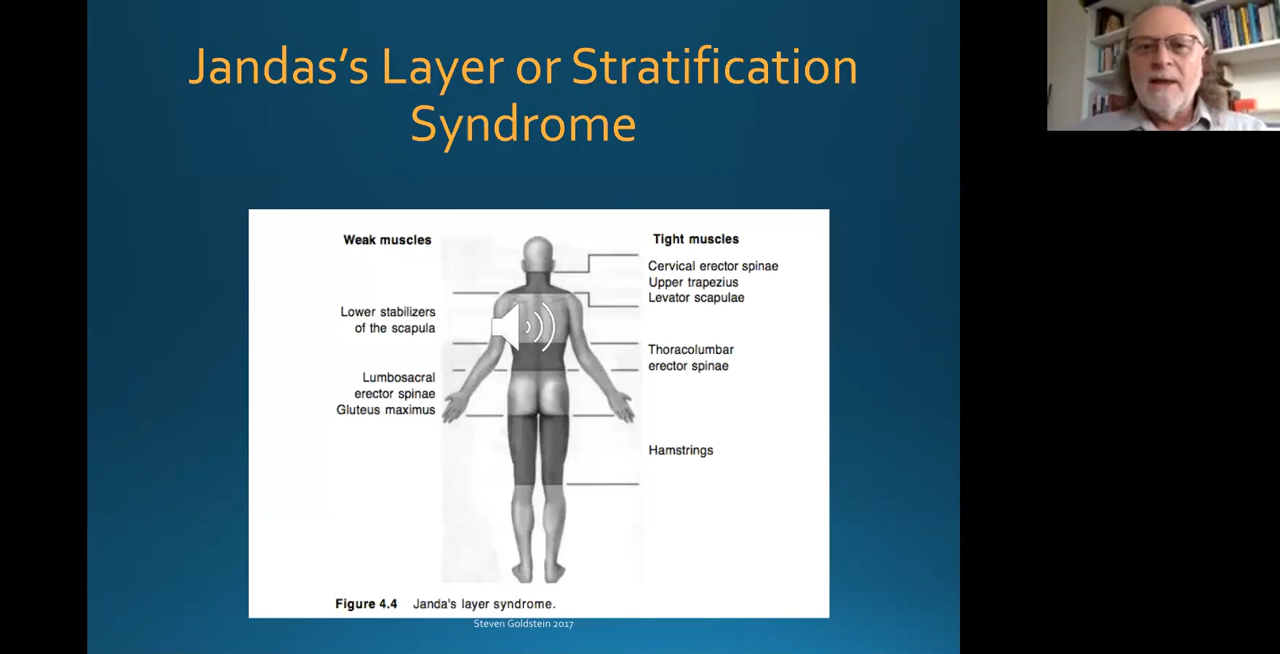 Jandas's Layer or Stratification
Syndrome
Weak muscles
Tight muscles
Cervical erector spinae
Upper trapezius
Levator scapulae
Lower stabilizers
of the scapula
Thoracolumbar
erector spinae
Lumbosacral
erector spinae
Gluteus maximus
Hamstrings
Figure 4.4 Janda's layer syndrome.
Steven Goldstein 2017